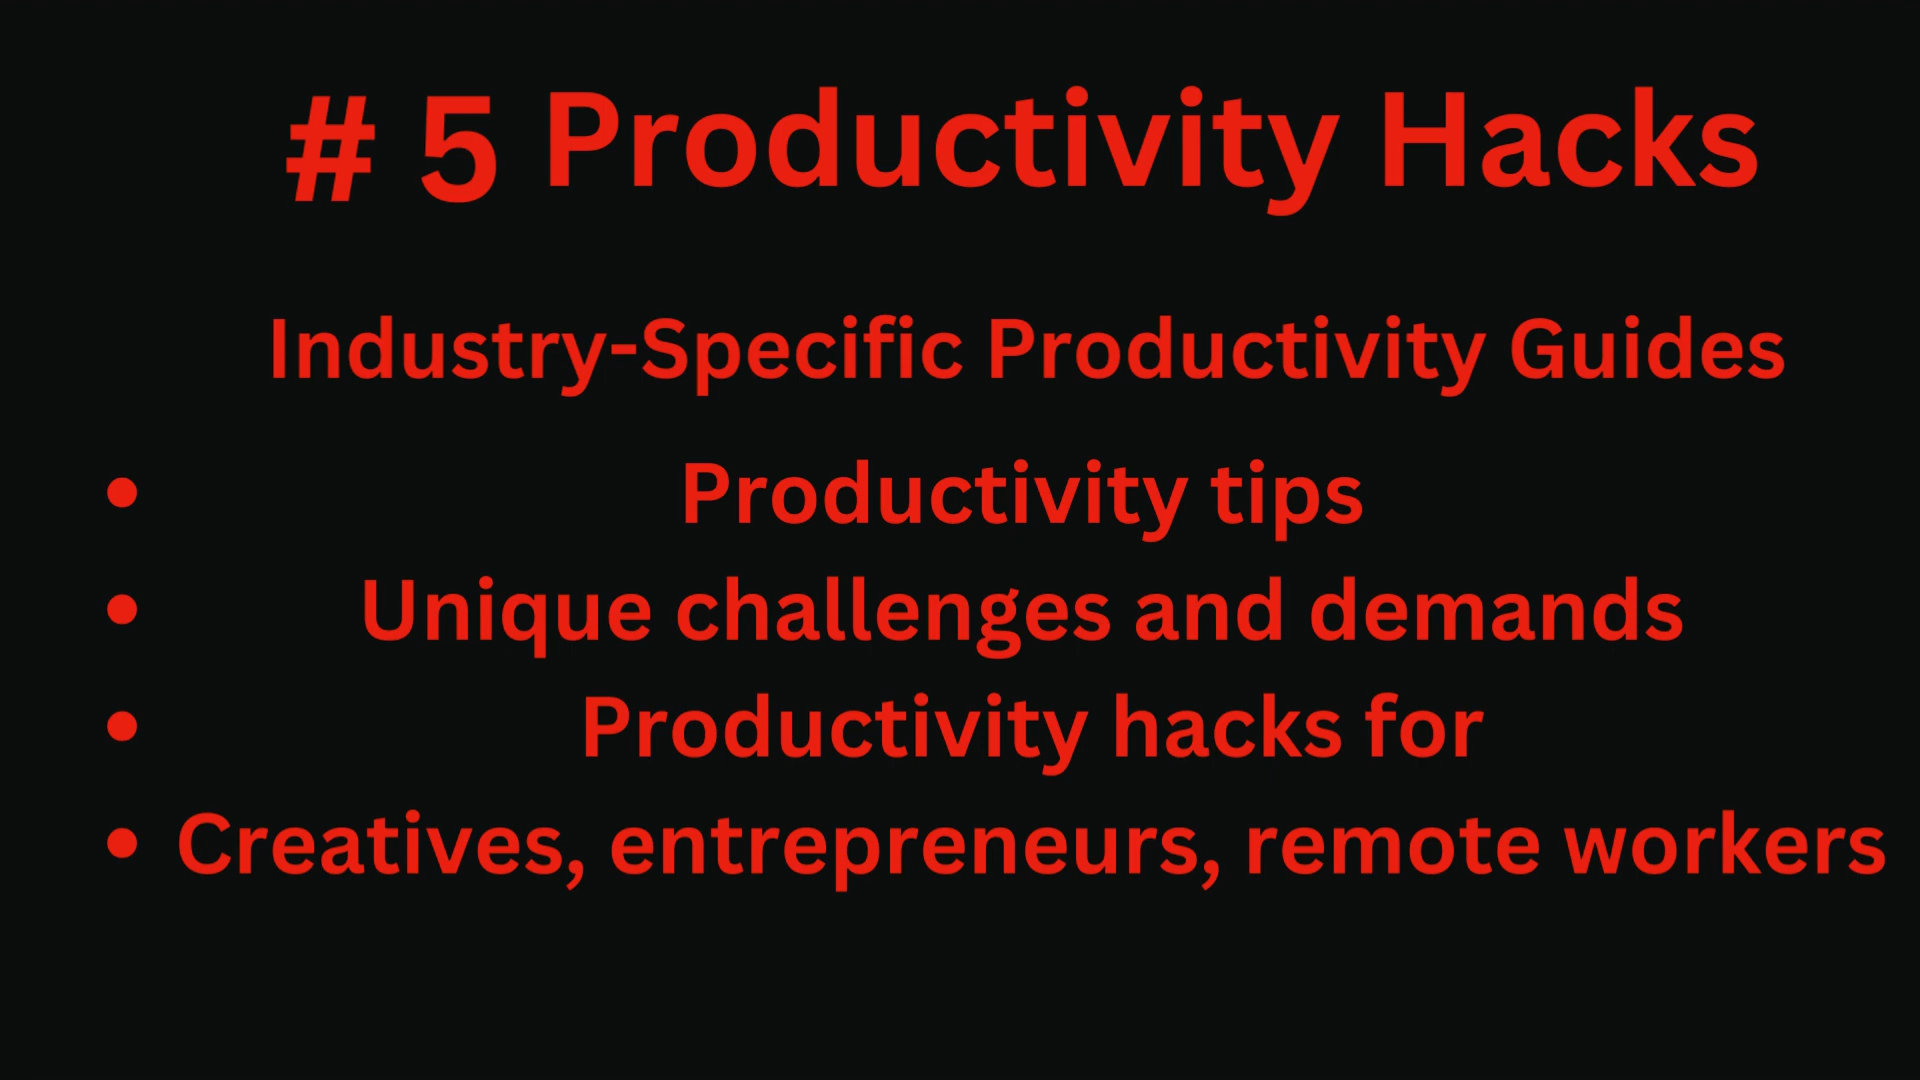 # 5 Productivity Hacks
Industry-Specific Productivity Guides
• Productivity tips
• Unique challenges and demands
• Productivity hacks for
• Creatives, entrepreneurs, remote workers